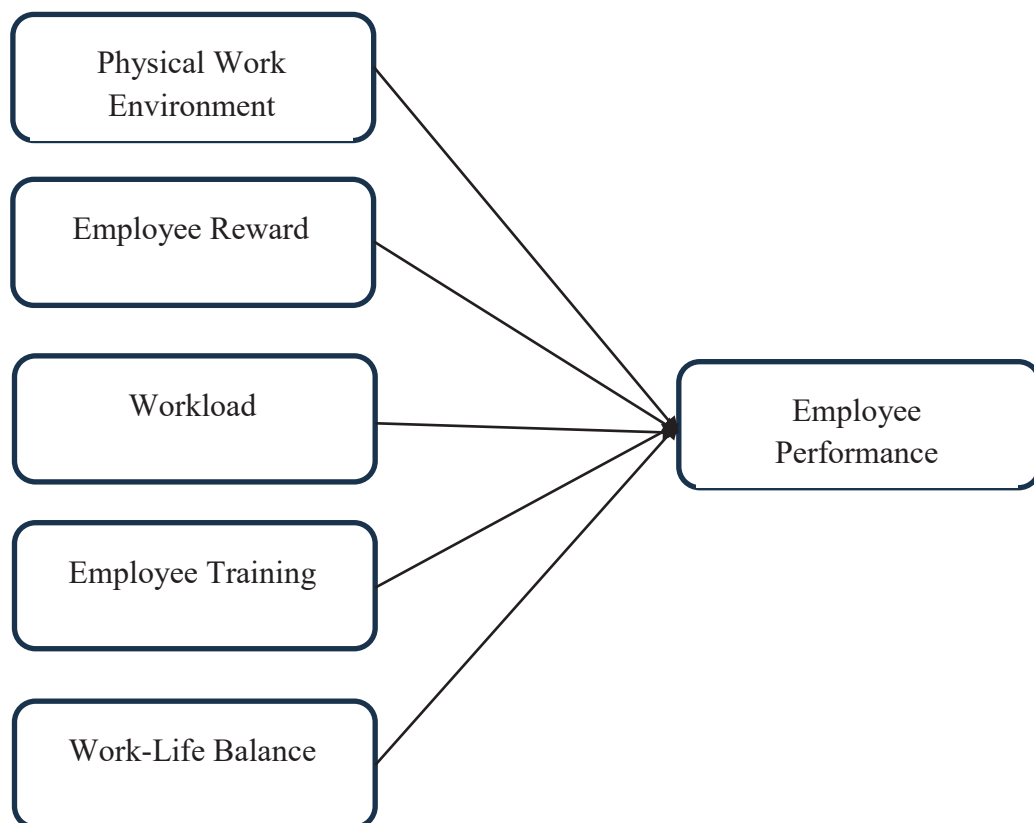 Physical Work
Environment
Employee Reward
Workload
Employee Training
Work-Life Balance
Employee
Performance